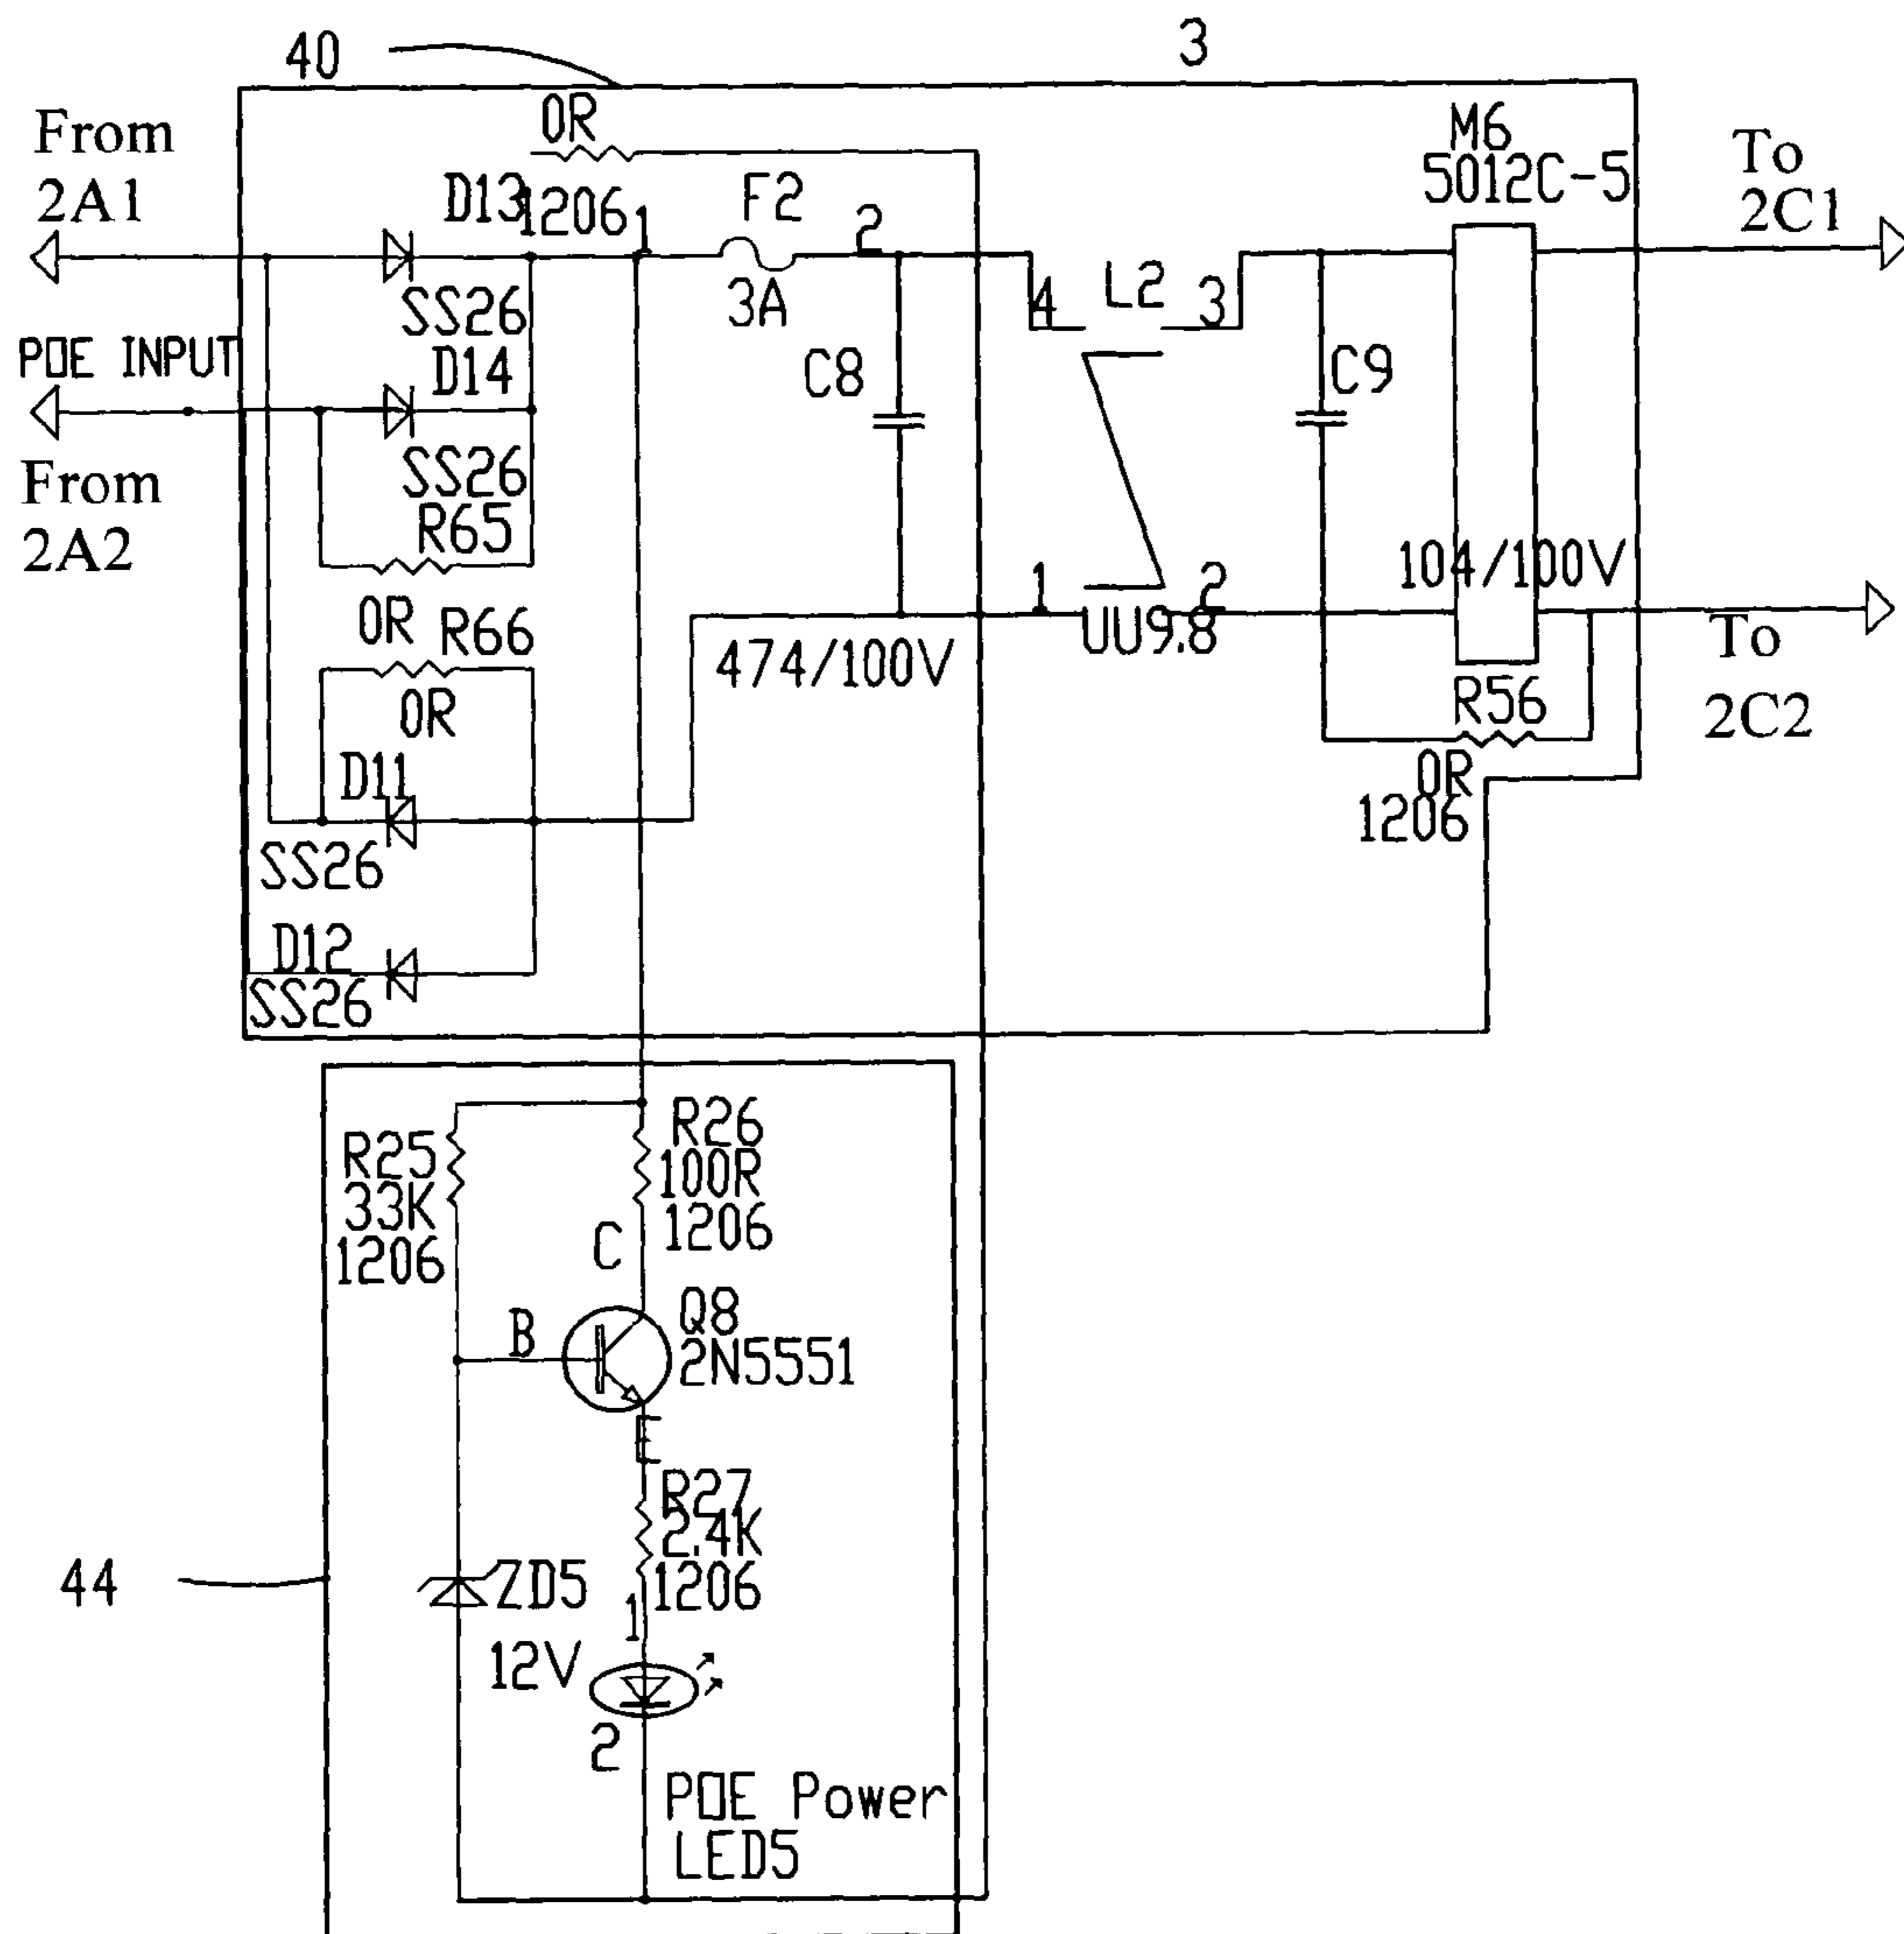 40
3
From
2A1
0R
M6
5012C-5
To
2C1
D13
1206
1
F2
2
3A
SS26
POE INPUT
D14
4
L2
3
C8
C9
From
2A2
SS26
R65
0R
R66
0R
474/100V
1
UU9.8
2
104/100V
To
2C2
R56
0R
1206
D11
SS26
D12
SS26
R25
33K
1206
R26
100R
1206
C
B
Q8
2N5551
E
R27
2.4K
1206
44
ZD5
12V
1
2
POE Power
LED5